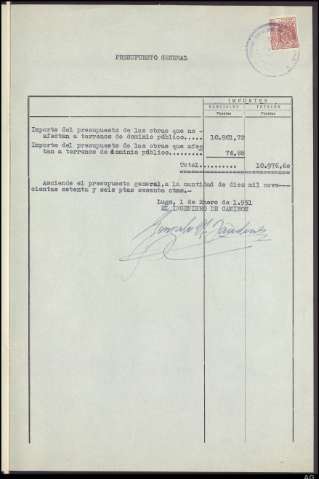 PRESUPUESTO GENERAL
IMPORTES
PARCIALES TOTALES
Pesetas Pesetas
Importe del presupuesto de las obras que no -
afectan a terrenos de dominio público..... 10.901,72
Importe del presupuesto de las obras que afec
tan a terrenos de dominio público........ 74,88
Total.......... 10.976,60
Asciende el presupuesto general,a la cantidad de diez mil nove---
cientos setenta y seis ptas sesenta ctms.-
Lugo, 1 de Enero de 1.951
EL INGENIERO DE CAMINOS